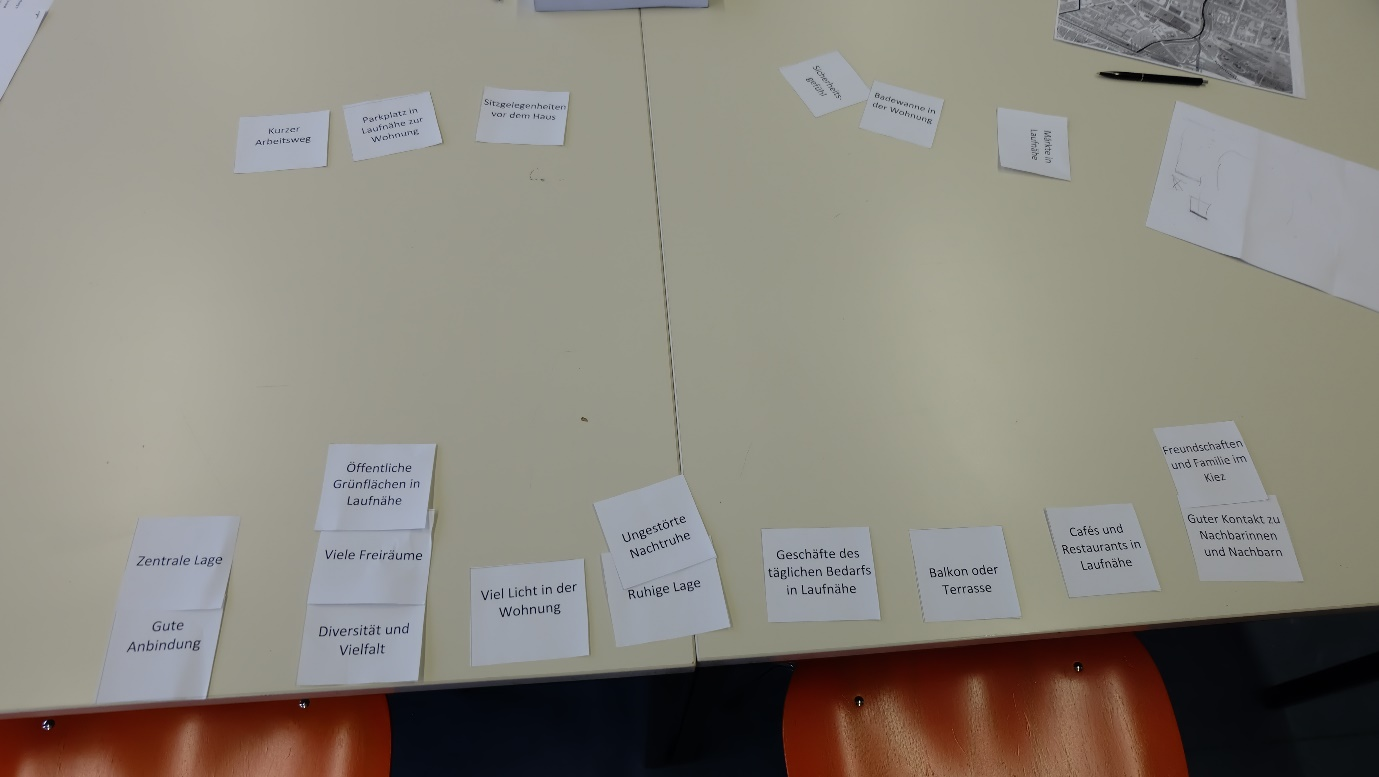 Kurzer
Arbeitsweg
Parkplatz in
Laufnähe zur
Wohnung
Sitzgelegenheiten
vor dem Haus
Sicherheits-
gefühl
Badewanne in
der Wohnung
Märkte in
Laufnähe
Zentrale Lage
Gute
Anbindung
Öffentliche
Grünflächen in
Laufnähe
Viele Freiräume
Diversität und
Vielfalt
Viel Licht in der
Wohnung
Ungestörte
Nachtruhe
Ruhige Lage
Geschäfte des
täglichen Bedarfs
in Laufnähe
Balkon oder
Terrasse
Cafés und
Restaurants in
Laufnähe
Freundschaften
und Familie im
Kiez
Guter Kontakt zu
Nachbarinnen
und Nachbarn